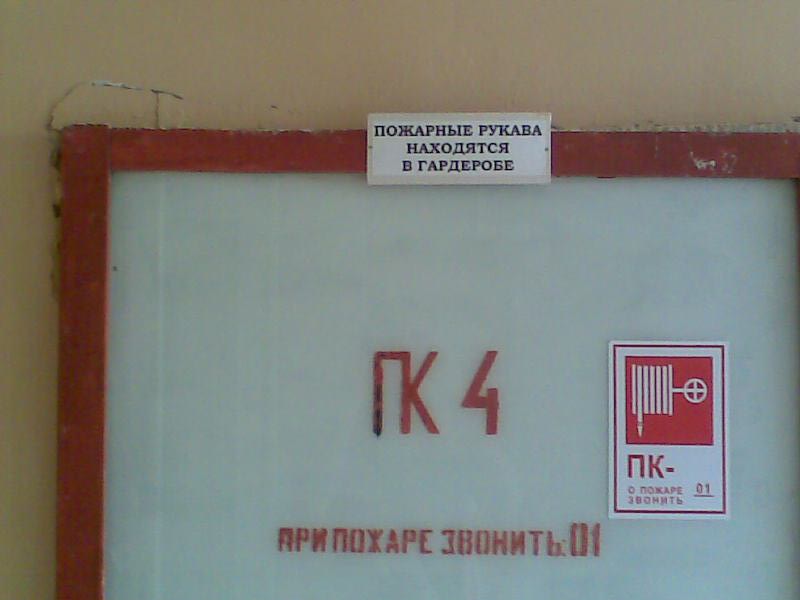 ПОЖАРНЫЕ РУКАВА
НАХОДЯТСЯ
В ГАРДЕРОБЕ
ПК 4
ПК-
О ПОЖАРЕ
ЗВОНИТЬ 01
ПРИ ПОЖАРЕ ЗВОНИТЬ: 01